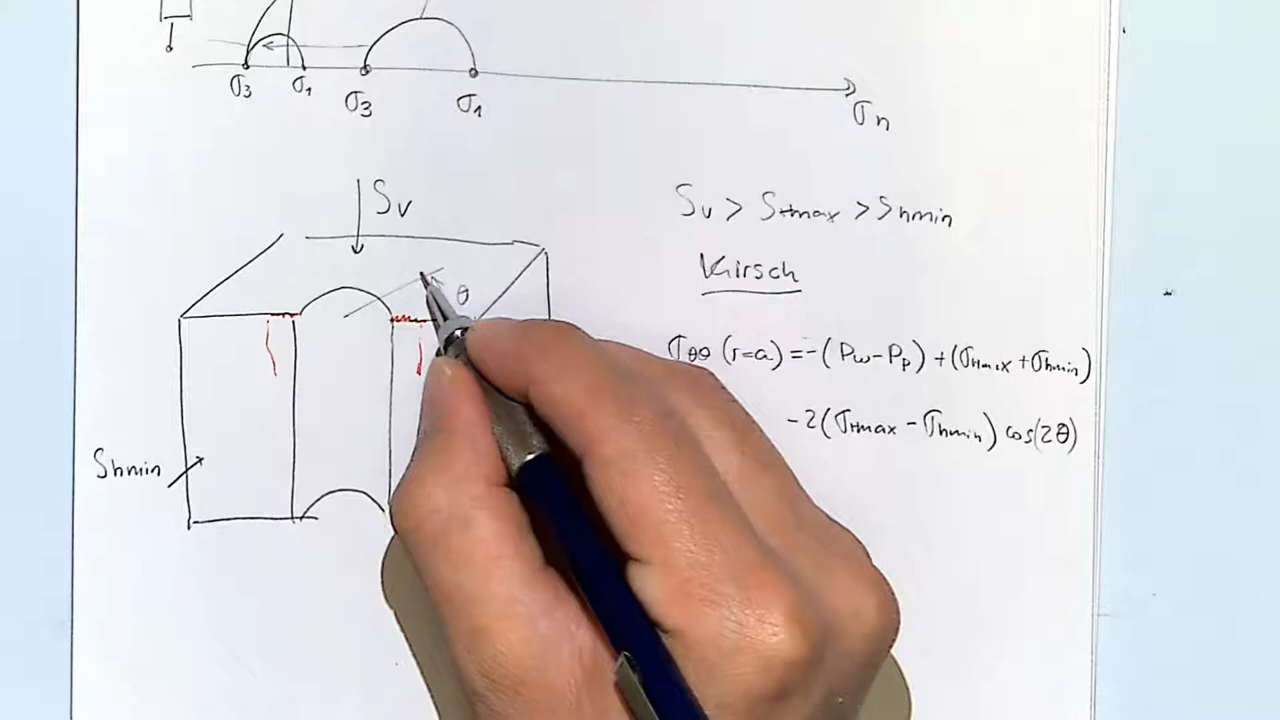 σ3 σ1 σ3 σ1 σn
Sv
Sv > SHmax > Shmin
Kirsch
θ
σθθ (r=a) = -(Pw-Pp) + (σHmax + σhmin)
-2(σHmax - σhmin) cos(2θ)
Shmin